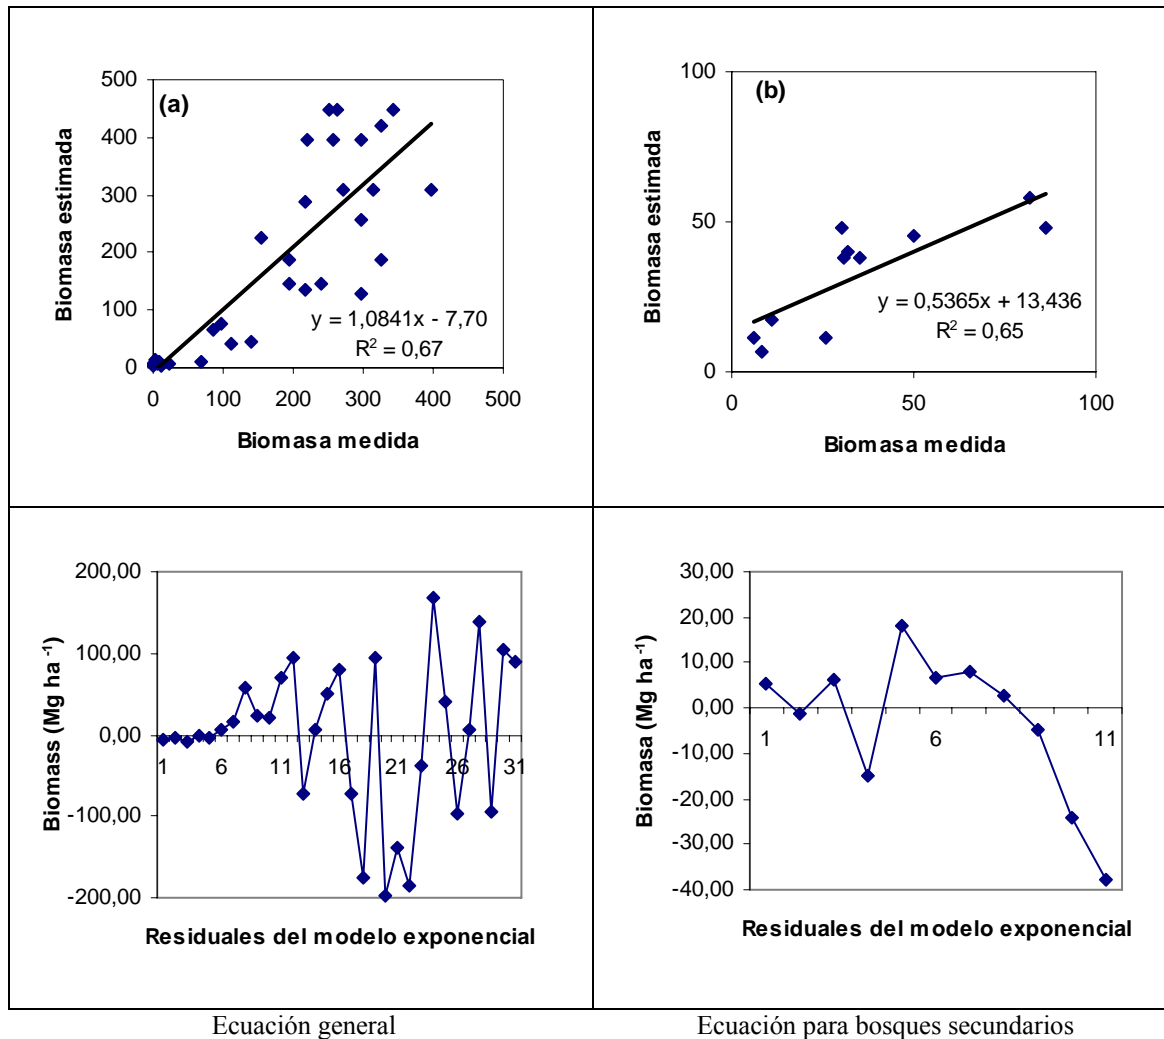 (a)
Biomasa estimada
500
400
300
200
100
0
0 100 200 300 400 500
y = 1,0841x - 7,70
R² = 0,67
Biomasa medida
(b)
Biomasa estimada
100
50
0
0 50 100
y = 0,5365x + 13,436
R² = 0,65
Biomasa medida
Biomass (Mg ha⁻¹)
200,00
100,00
0,00
-100,00
-200,00
1 6 11 16 21 26 31
Residuales del modelo exponencial
Biomasa (Mg ha⁻¹)
30,00
20,00
10,00
0,00
-10,00
-20,00
-30,00
-40,00
1 6 11
Residuales del modelo exponencial
Ecuación general
Ecuación para bosques secundarios